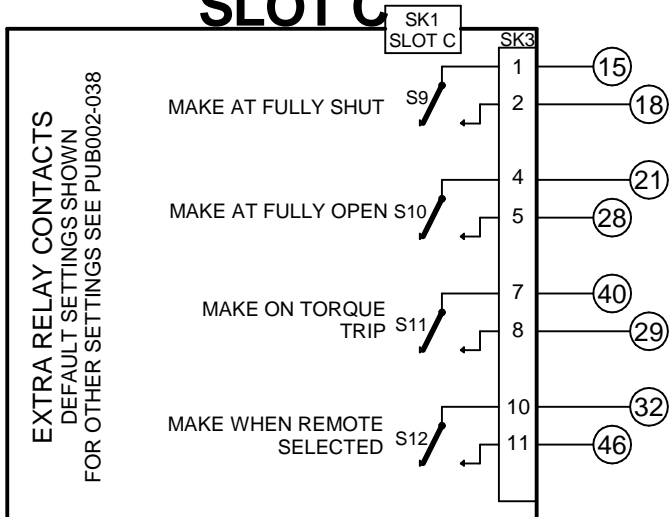 SLOT C
SK1
SLOT C
SK3
EXTRA RELAY CONTACTS
DEFAULT SETTINGS SHOWN
FOR OTHER SETTINGS SEE PUB002-038
MAKE AT FULLY SHUT
S9
1
15
2
18
MAKE AT FULLY OPEN
S10
4
21
5
28
MAKE ON TORQUE
TRIP
S11
7
40
8
29
MAKE WHEN REMOTE
SELECTED
S12
10
32
11
46